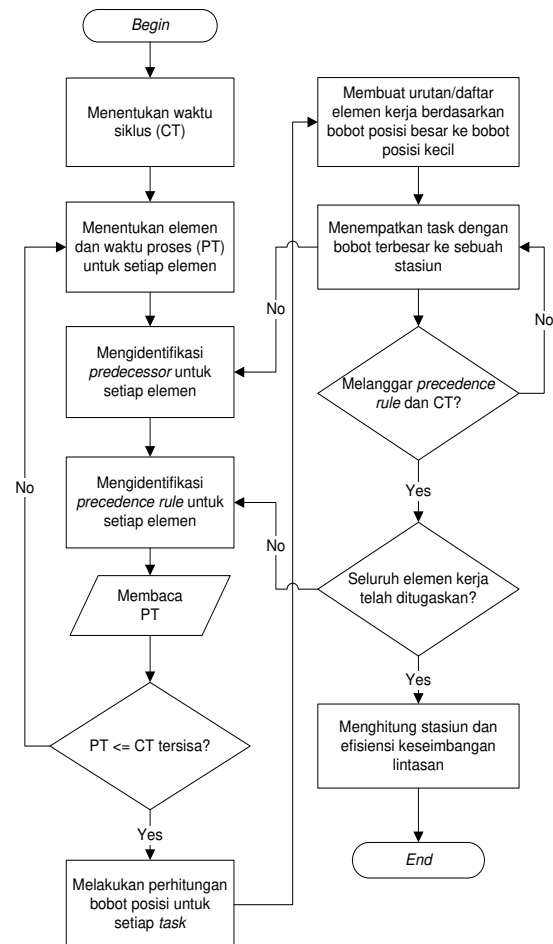 Begin
Menentukan waktu
siklus (CT)
Menentukan elemen
dan waktu proses (PT)
untuk setiap elemen
Mengidentifikasi
predecessor untuk
setiap elemen
Mengidentifikasi
precedence rule untuk
setiap elemen
Membaca
PT
PT <= CT tersisa?
No
Yes
Melakukan perhitungan
bobot posisi untuk
setiap task
Membuat urutan/daftar
elemen kerja berdasarkan
bobot posisi besar ke bobot
posisi kecil
Menempatkan task dengan
bobot terbesar ke sebuah
stasiun
No
Melanggar precedence
rule dan CT?
No
Yes
Seluruh elemen kerja
telah ditugaskan?
No
Yes
Menghitung stasiun dan
efisiensi keseimbangan
lintasan
End